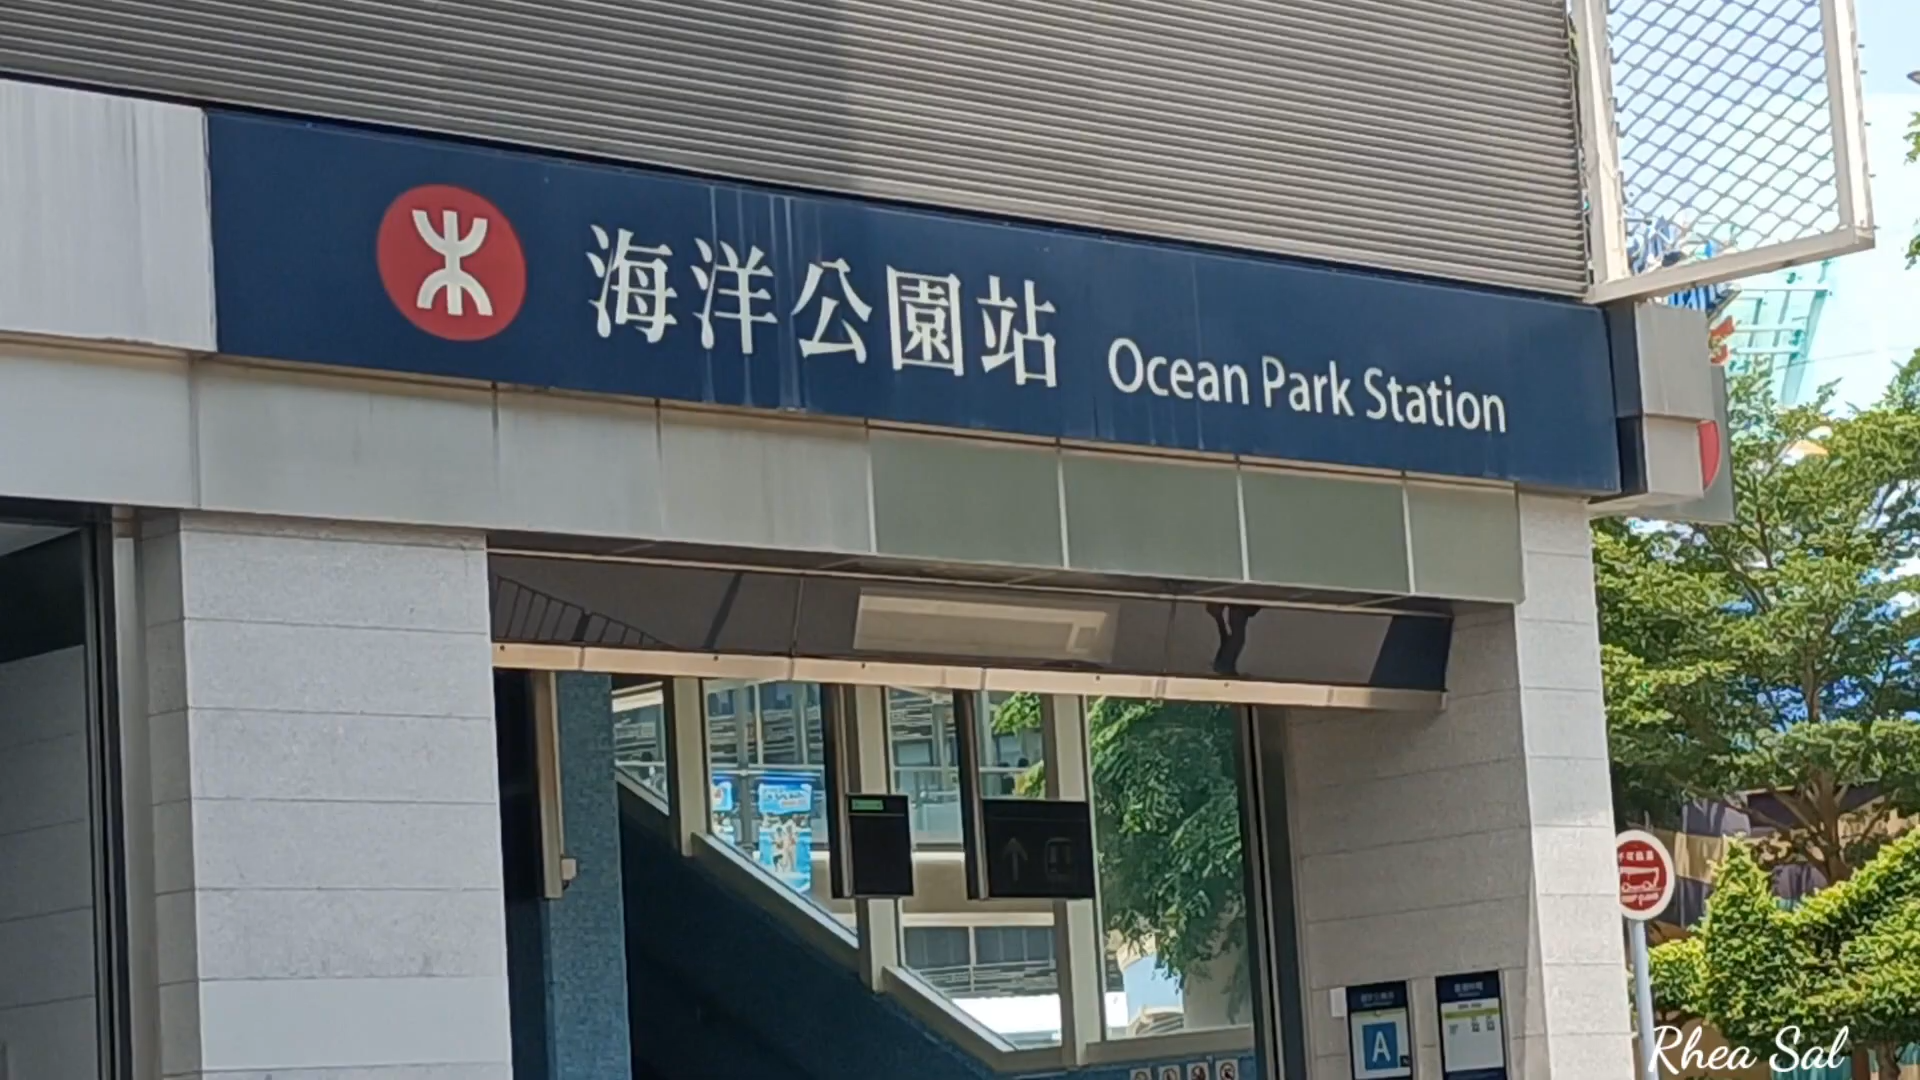 海洋公園站 Ocean Park Station
A
Rhea Sal